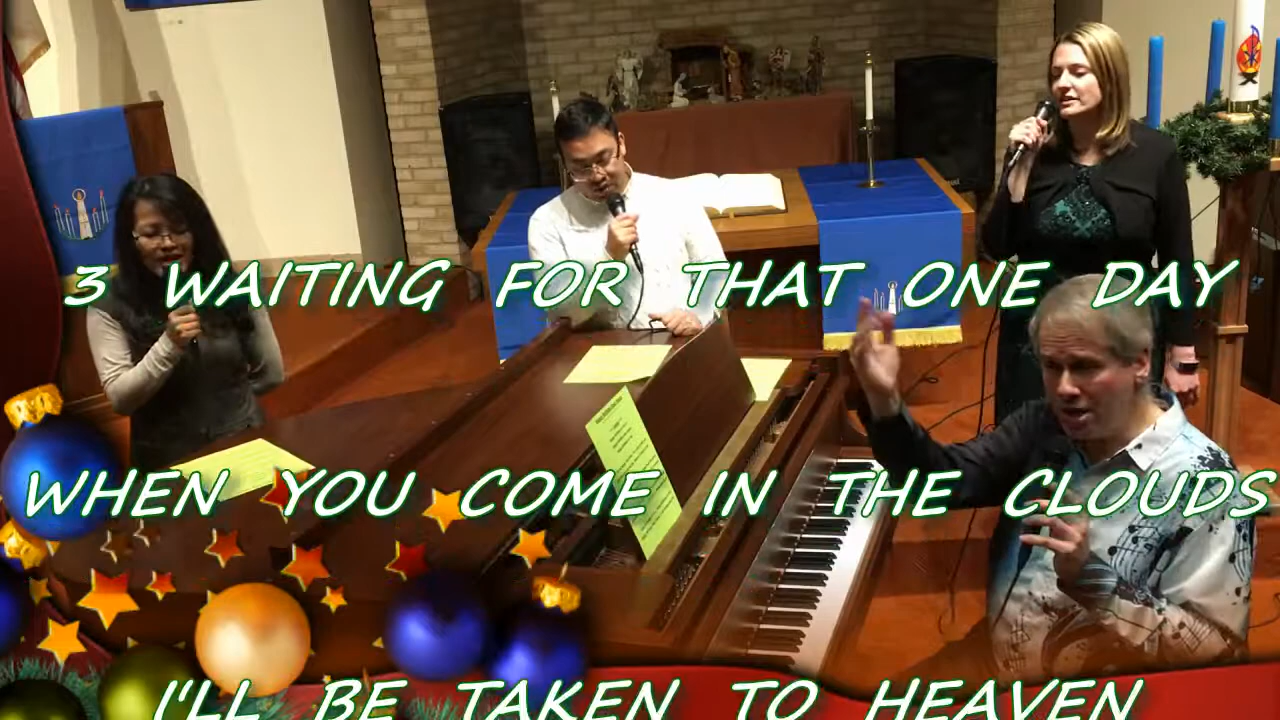 3 WAITING FOR THAT ONE DAY
WHEN YOU COME IN THE CLOUDS
I'LL BE TAKEN TO HEAVEN